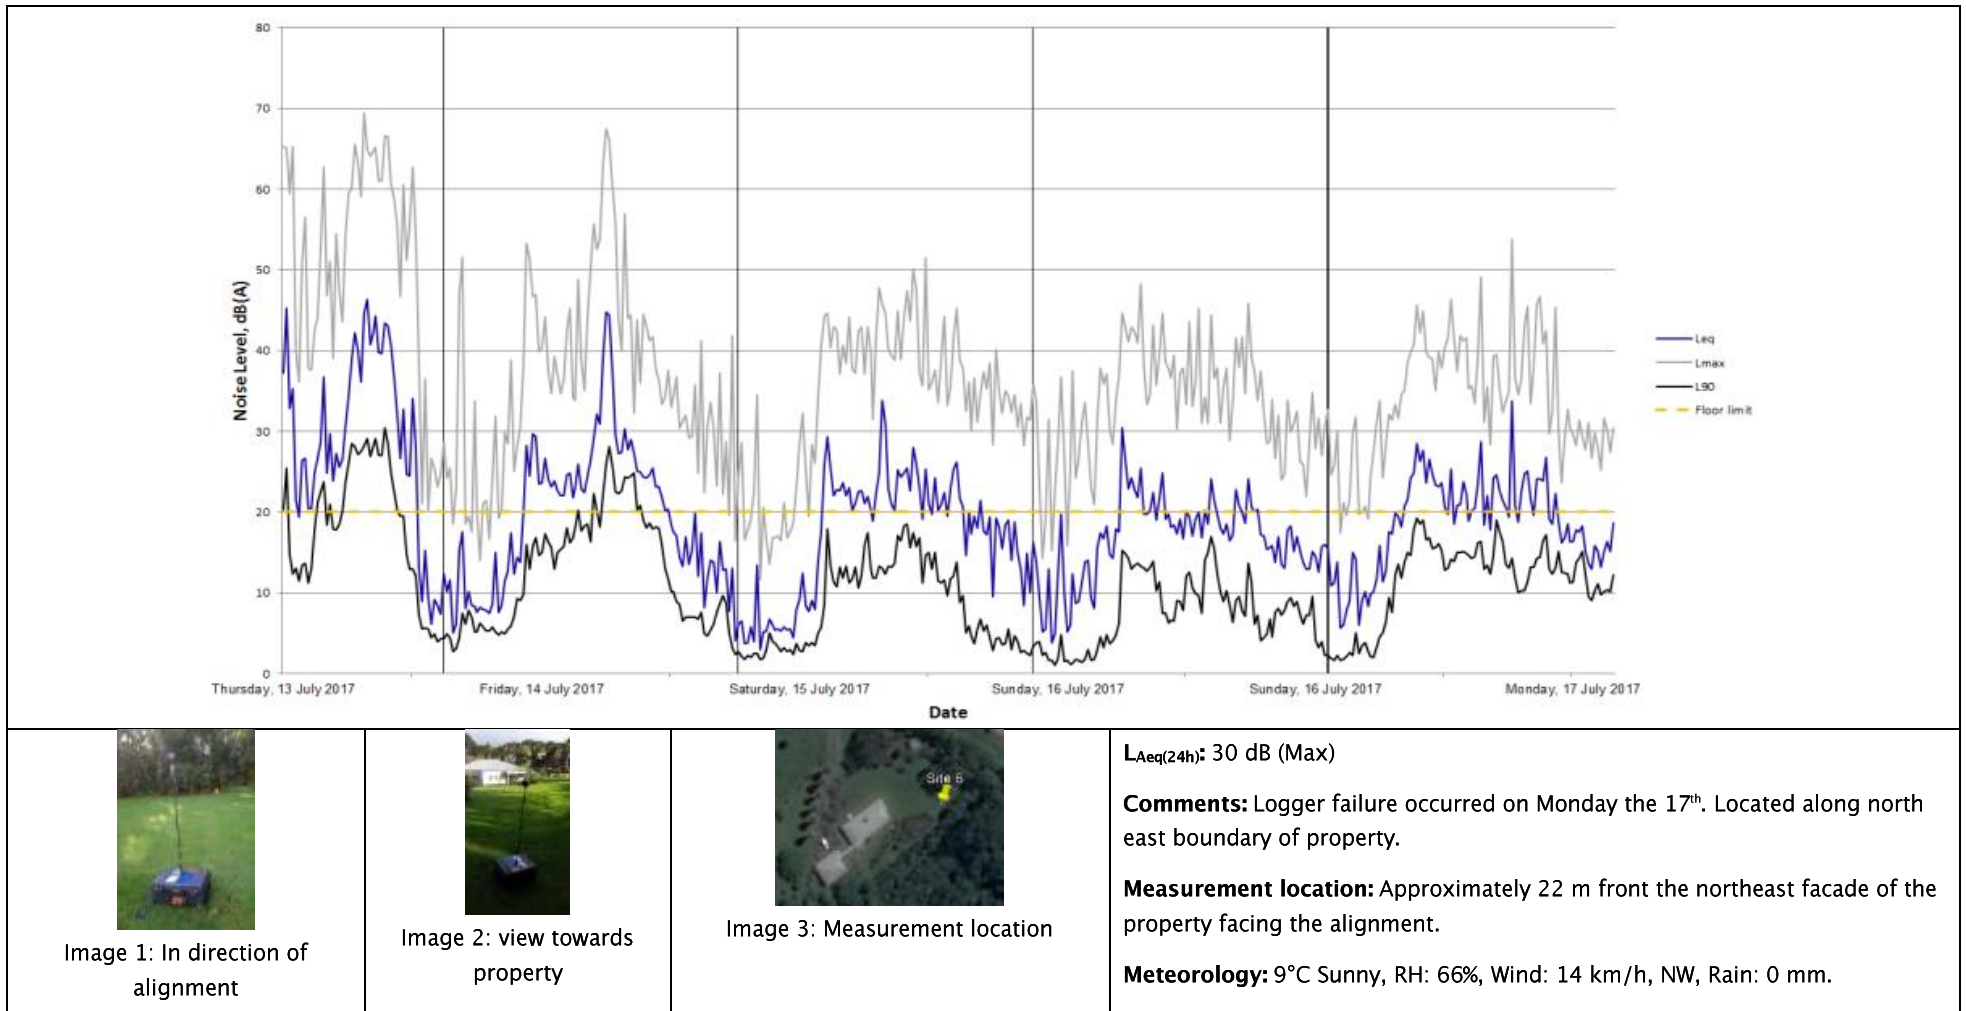 80
70
60
50
40
30
20
10
0
Noise Level, dB(A)
Thursday, 13 July 2017
Friday, 14 July 2017
Saturday, 15 July 2017
Sunday, 16 July 2017
Sunday, 16 July 2017
Monday, 17 July 2017
Date
Leq
Lmax
L90
Floor limit
Image 1: In direction of
alignment
Image 2: view towards
property
Site 5
Image 3: Measurement location
LAeq(24h): 30 dB (Max)
Comments: Logger failure occurred on Monday the 17th. Located along north
east boundary of property.
Measurement location: Approximately 22 m front the northeast facade of the
property facing the alignment.
Meteorology: 9°C Sunny, RH: 66%, Wind: 14 km/h, NW, Rain: 0 mm.